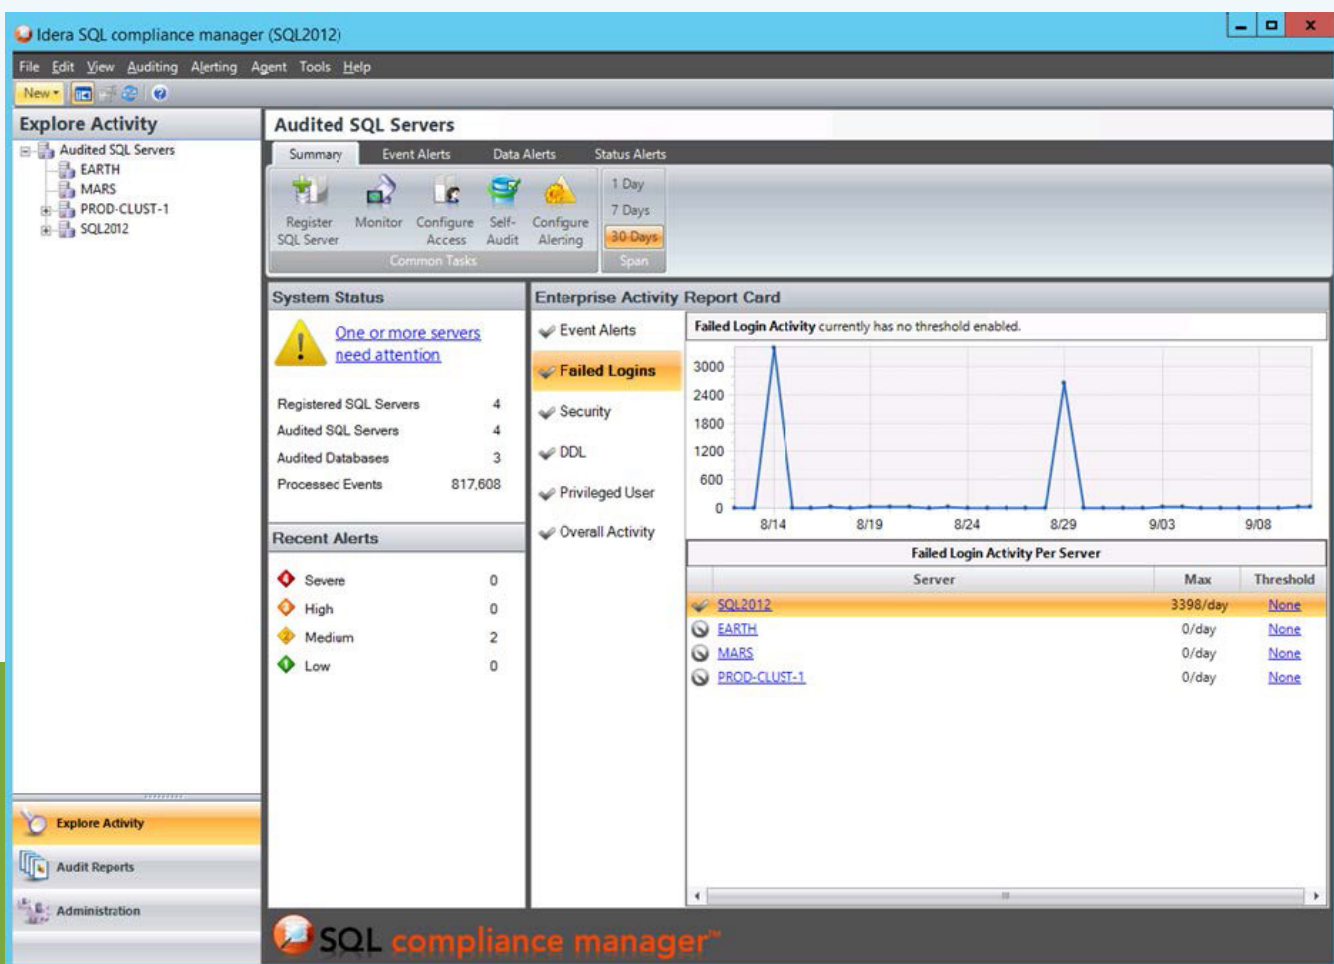 Idera SQL compliance manager (SQL2012)
File Edit View Auditing Alerting Agent Tools Help
New
Explore Activity
Audited SQL Servers
EARTH
MARS
PROD-CLUST-1
SQL2012
Audited SQL Servers
Summary Event Alerts Data Alerts Status Alerts
Register SQL Server
Monitor
Configure Access
Self-Audit
Configure Alerting
Common Tasks
1 Day
7 Days
30 Days
Span
System Status
One or more servers
need attention
Registered SQL Servers 4
Audited SQL Servers 4
Audited Databases 3
Processec Events 817,608
Recent Alerts
4 Severe 0
3 High 0
2 Medium 2
1 Low 0
Enterprise Activity Report Card
Event Alerts
Failed Logins
Security
DDL
Privileged User
Overall Activity
Failed Login Activity currently has no threshold enabled.
3000
2400
1800
1200
600
0
8/14 8/19 8/24 8/29 9/03 9/08
Failed Login Activity Per Server
Server Max Threshold
SQL2012 3398/day None
EARTH 0/day None
MARS 0/day None
PROD-CLUST-1 0/day None
Explore Activity
Audit Reports
Administration
SQL compliance manager™